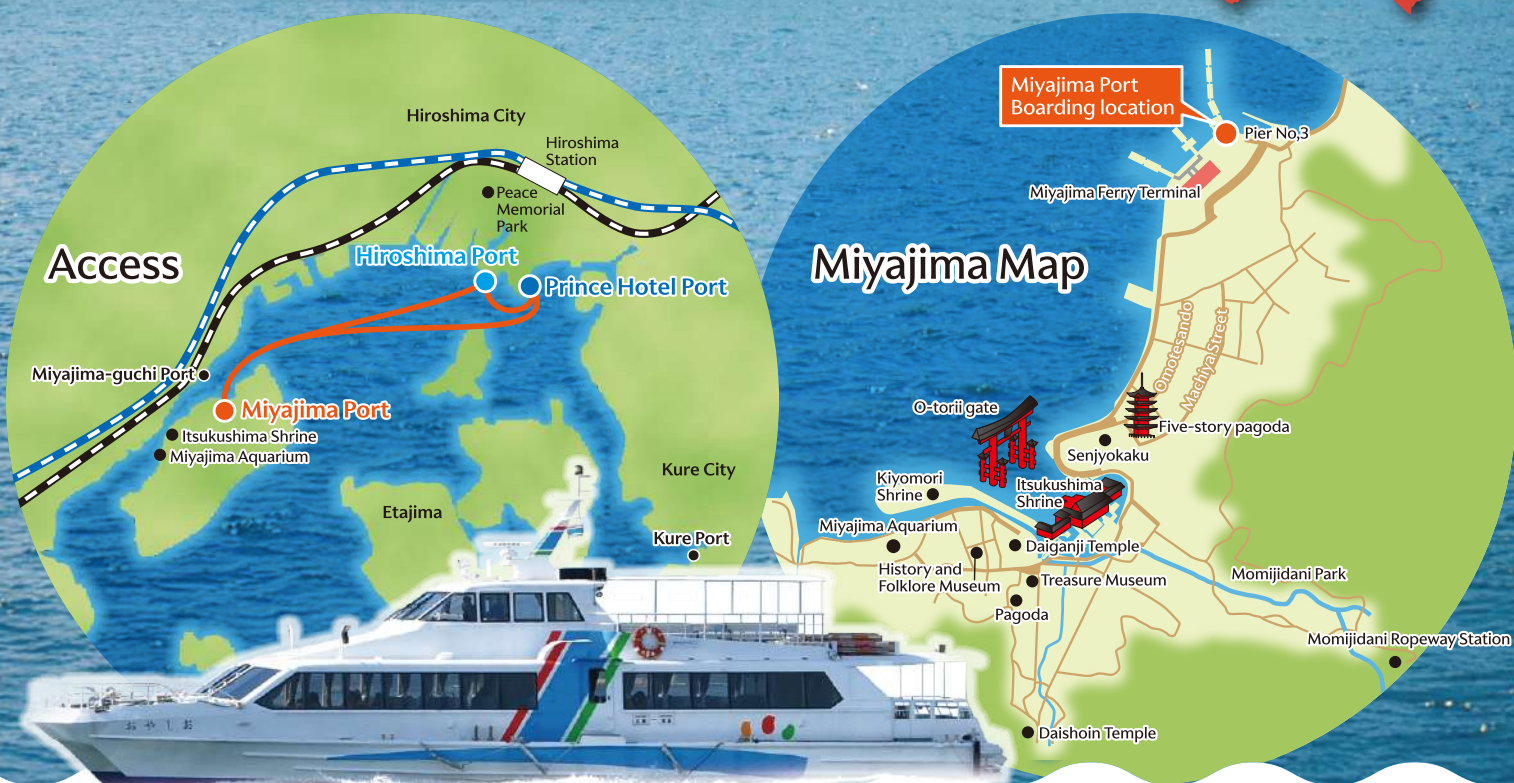 Access
Hiroshima City
Hiroshima
Station
Peace
Memorial
Park
Hiroshima Port
Prince Hotel Port
Miyajima-guchi Port
Miyajima Port
Itsukushima Shrine
Miyajima Aquarium
Kure City
Etajima
Kure Port
Miyajima Map
Miyajima Port
Boarding location
Pier No,3
Miyajima Ferry Terminal
Omotesando
Machiya Street
O-torii gate
Five-story pagoda
Senjyokaku
Kiyomori
Shrine
Itsukushima
Shrine
Miyajima Aquarium
Daiganji Temple
History and
Folklore Museum
Treasure Museum
Pagoda
Momijidani Park
Momijidani Ropeway Station
Daishoin Temple